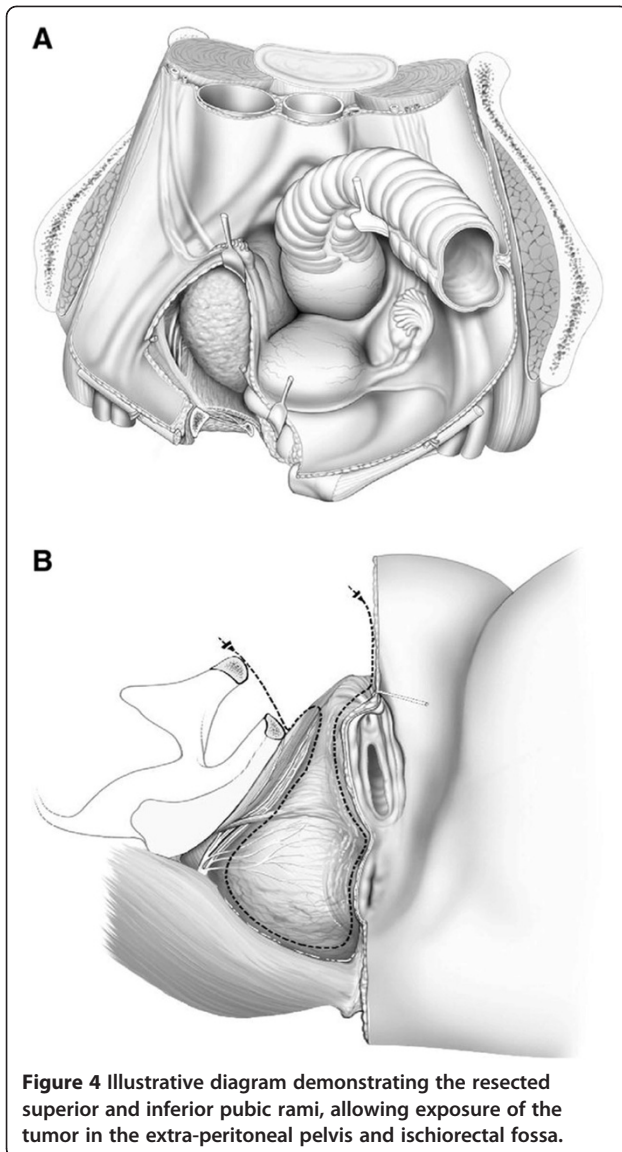 A
B
Figure 4 Illustrative diagram demonstrating the resected
superior and inferior pubic rami, allowing exposure of the
tumor in the extra-peritoneal pelvis and ischiorectal fossa.